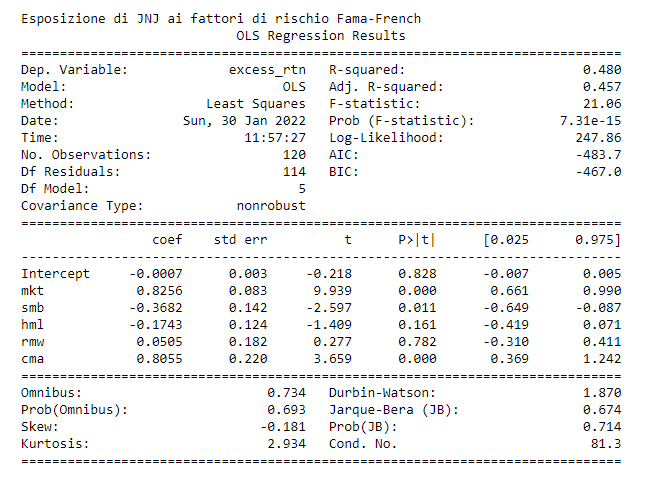 Esposizione di JNJ ai fattori di rischio Fama-French
                            OLS Regression Results
==============================================================================
Dep. Variable:             excess_rtn   R-squared:                       0.480
Model:                            OLS   Adj. R-squared:                  0.457
Method:                 Least Squares   F-statistic:                     21.06
Date:                Sun, 30 Jan 2022   Prob (F-statistic):           7.31e-15
Time:                        11:57:27   Log-Likelihood:                 247.86
No. Observations:                 120   AIC:                            -483.7
Df Residuals:                     114   BIC:                            -467.0
Df Model:                           5
Covariance Type:            nonrobust
==============================================================================
                 coef    std err          t      P>|t|      [0.025      0.975]
------------------------------------------------------------------------------
Intercept     -0.0007      0.003     -0.218      0.828      -0.007       0.005
mkt            0.8256      0.083      9.939      0.000       0.661       0.990
smb           -0.3682      0.142     -2.597      0.011      -0.649      -0.087
hml           -0.1743      0.124     -1.409      0.161      -0.419       0.071
rmw            0.0505      0.182      0.277      0.782      -0.310       0.411
cma            0.8055      0.220      3.659      0.000       0.369       1.242
==============================================================================
Omnibus:                        0.734   Durbin-Watson:                   1.870
Prob(Omnibus):                  0.693   Jarque-Bera (JB):                0.674
Skew:                          -0.181   Prob(JB):                        0.714
Kurtosis:                       2.934   Cond. No.                         81.3
==============================================================================